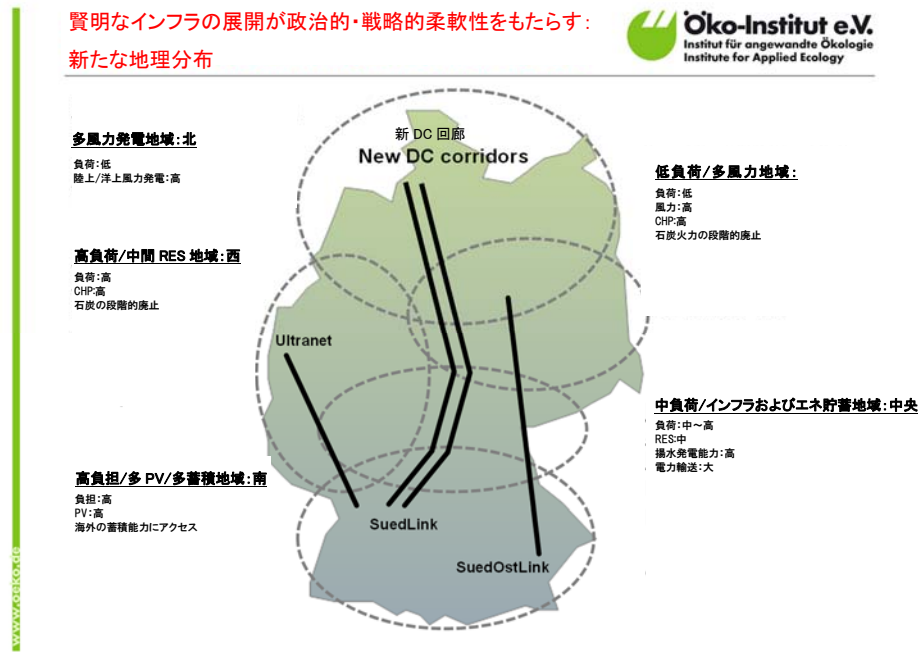 賢明なインフラの展開が政治的・戦略的柔軟性をもたらす：
新たな地理分布
Öko-Institut e.V.
Institut für angewandte Ökologie
Institute for Applied Ecology
多風力発電地域：北
負荷：低
陸上/洋上風力発電：高
新 DC 回廊
New DC corridors
低負荷/多風力地域：
負荷：低
風力：高
CHP:高
石炭火力の段階的廃止
高負荷/中間 RES 地域：西
負荷：高
CHP:高
石炭の段階的廃止
Ultranet
中負荷/インフラおよびエネ貯蓄地域：中央
負荷：中～高
RES:中
揚水発電能力：高
電力輸送：大
高負担/多 PV/多蓄積地域：南
負担：高
PV：高
海外の蓄積能力にアクセス
SuedLink
SuedOstLink
www.oeko.de